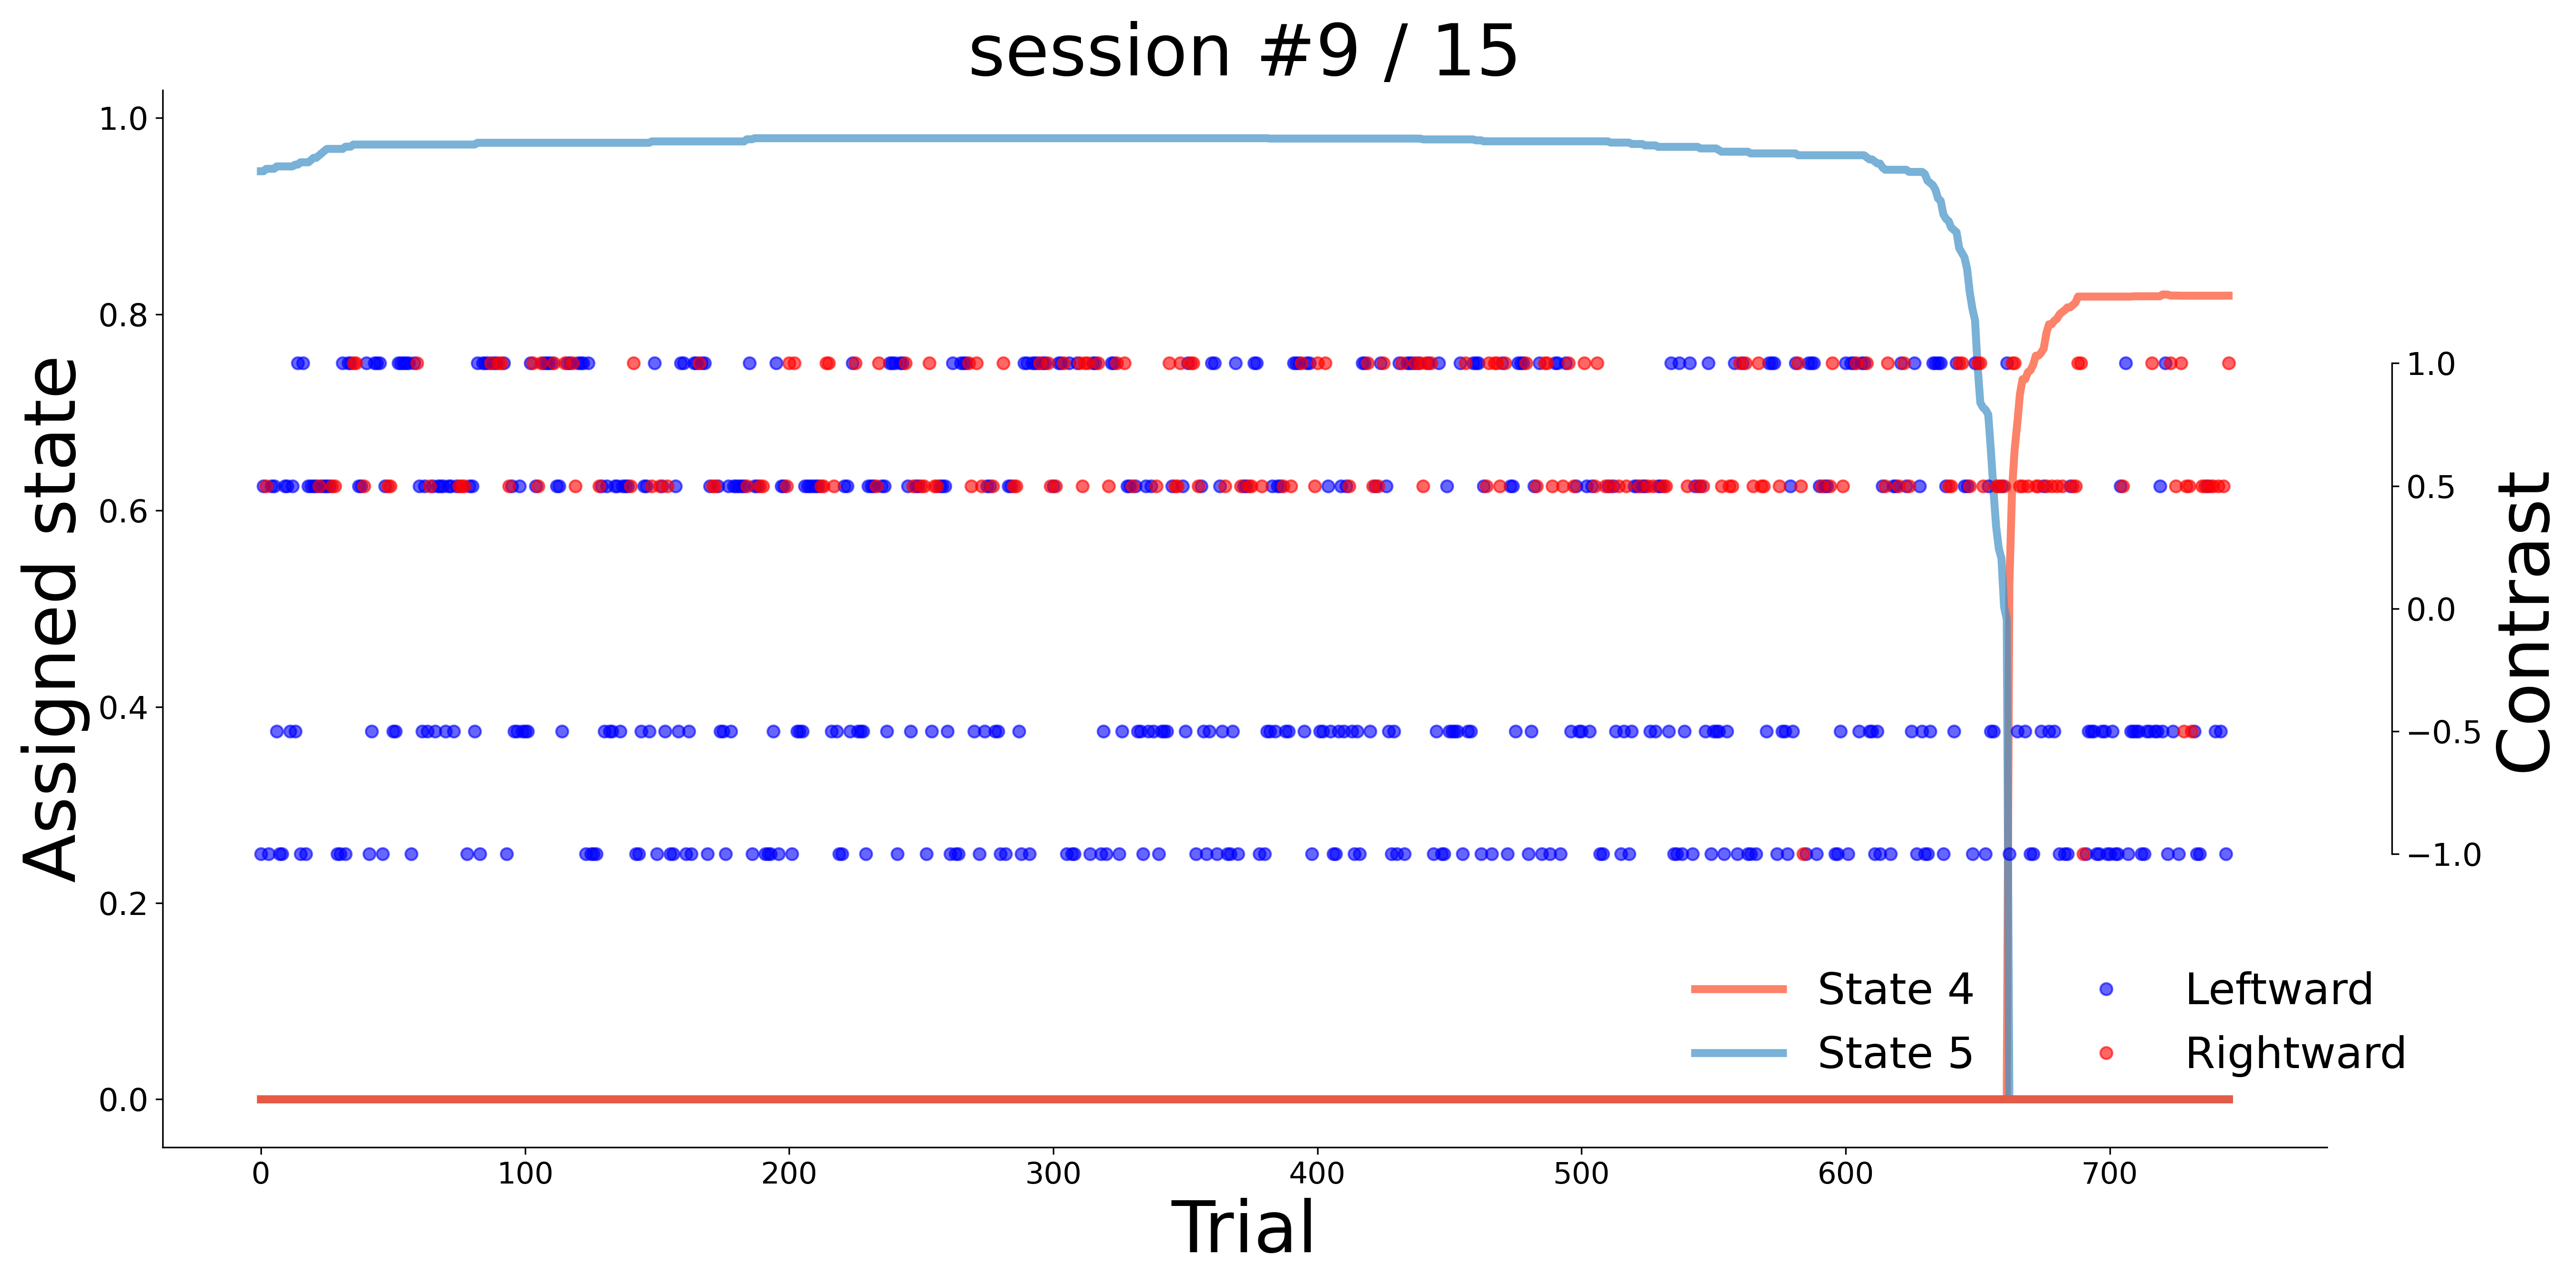 session #9 / 15
Assigned state
1.0
0.8
0.6
0.4
0.2
0.0
1.0
0.5
0.0
−0.5
−1.0
Contrast
State 4
State 5
Leftward
Rightward
0 100 200 300 400 500 600 700
Trial